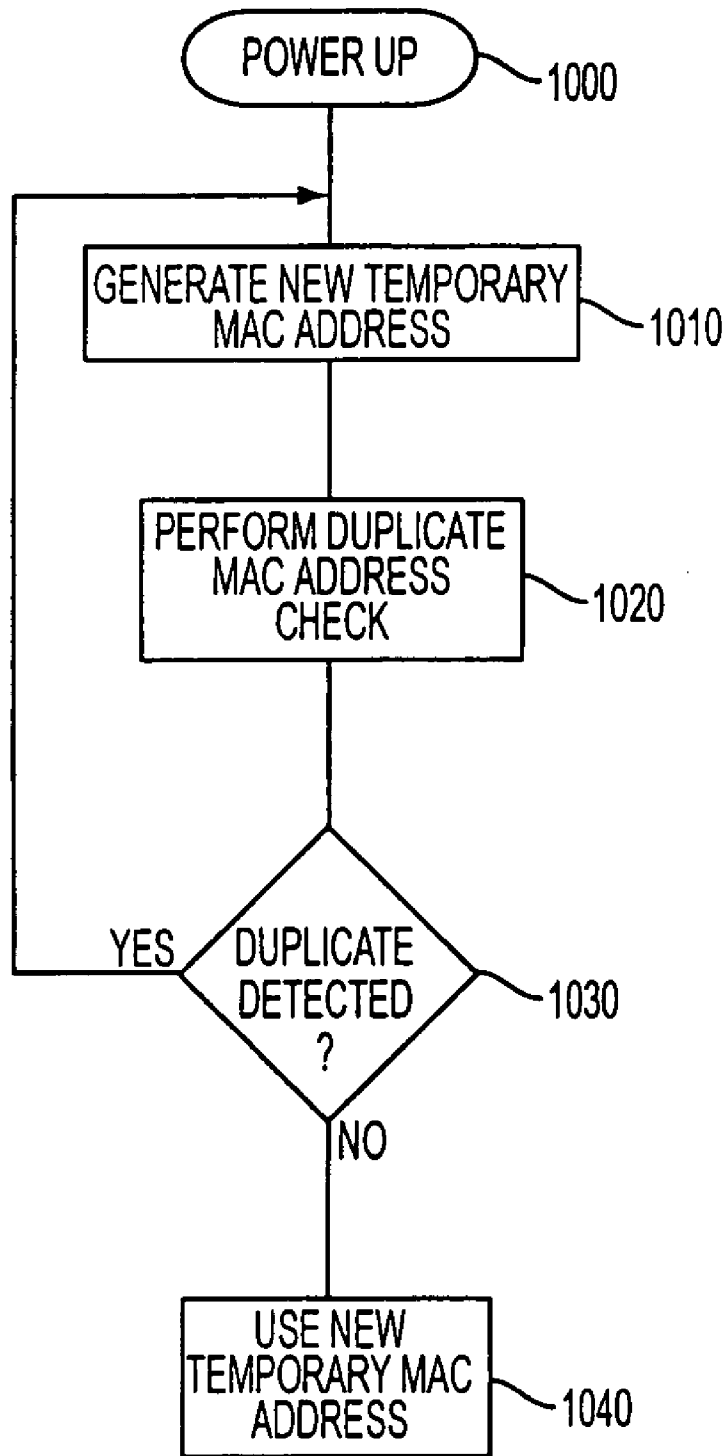 POWER UP
1000
GENERATE NEW TEMPORARY
MAC ADDRESS
1010
PERFORM DUPLICATE
MAC ADDRESS
CHECK
1020
YES
DUPLICATE
DETECTED
?
1030
NO
USE NEW
TEMPORARY MAC
ADDRESS
1040